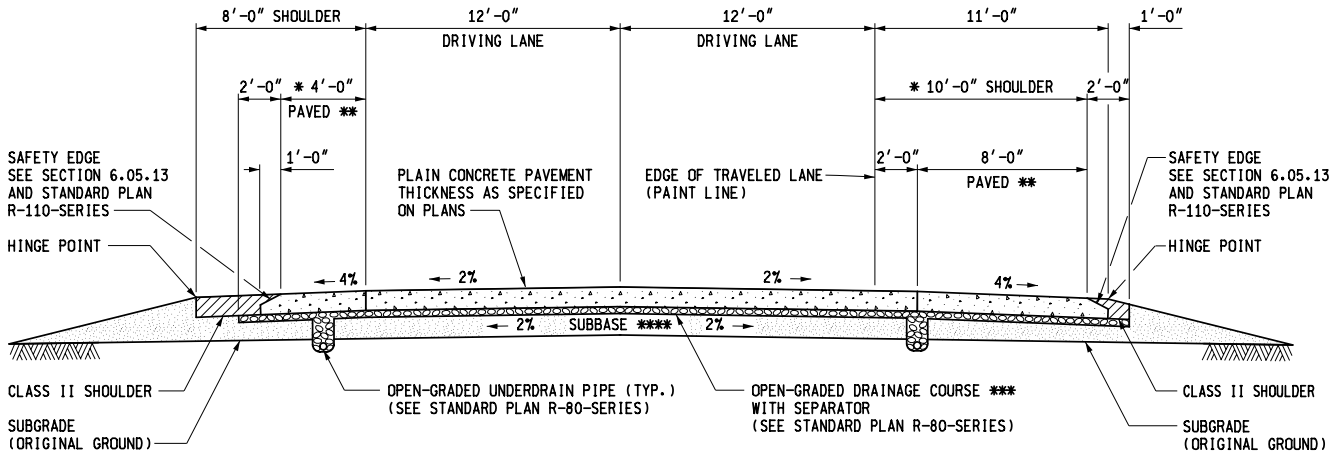 8'-0" SHOULDER
12'-0"
12'-0"
11'-0"
1'-0"
DRIVING LANE
DRIVING LANE
2'-0"
* 4'-0"
* 10'-0" SHOULDER
2'-0"
PAVED **
SAFETY EDGE
SEE SECTION 6.05.13
AND STANDARD PLAN
R-110-SERIES
1'-0"
PLAIN CONCRETE PAVEMENT
THICKNESS AS SPECIFIED
ON PLANS
EDGE OF TRAVELED LANE
(PAINT LINE)
2'-0"
8'-0"
PAVED **
SAFETY EDGE
SEE SECTION 6.05.13
AND STANDARD PLAN
R-110-SERIES
HINGE POINT
HINGE POINT
4%
2%
2%
4%
2%
SUBBASE ****
2%
CLASS II SHOULDER
OPEN-GRADED UNDERDRAIN PIPE (TYP.)
(SEE STANDARD PLAN R-80-SERIES)
OPEN-GRADED DRAINAGE COURSE ***
WITH SEPARATOR
(SEE STANDARD PLAN R-80-SERIES)
CLASS II SHOULDER
SUBGRADE
(ORIGINAL GROUND)
SUBGRADE
(ORIGINAL GROUND)